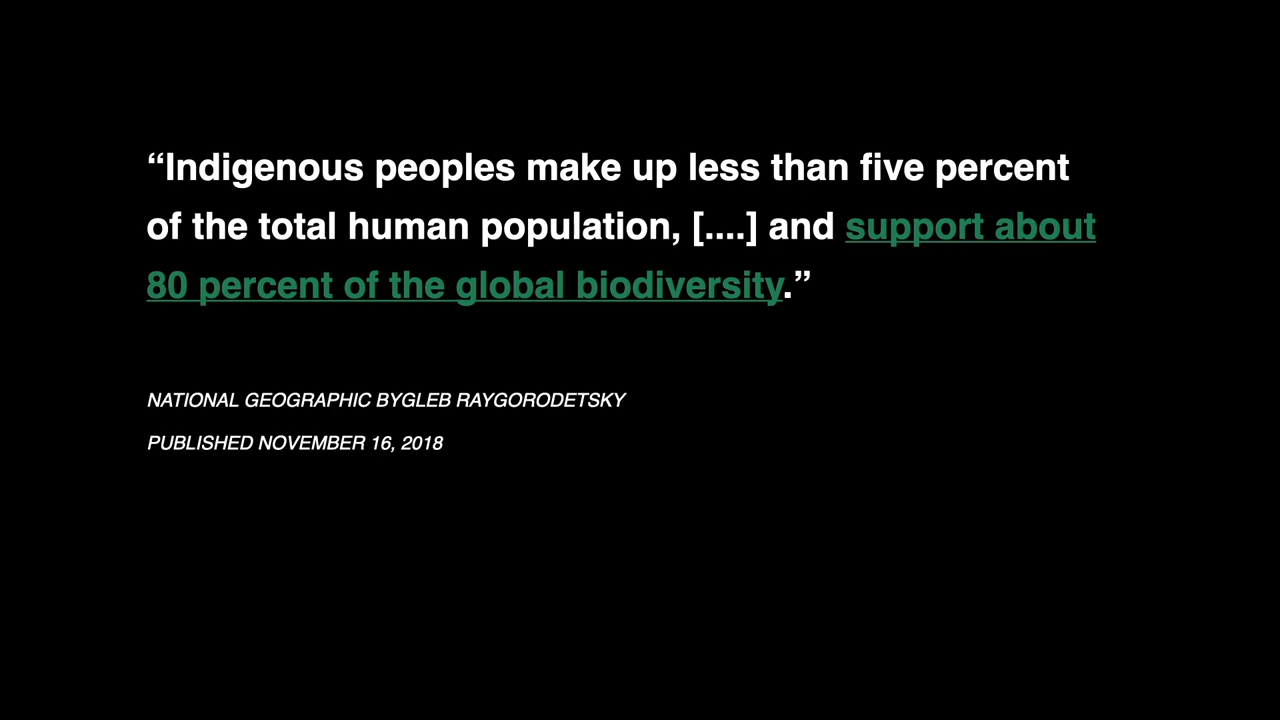 “Indigenous peoples make up less than five percent
of the total human population, [....] and support about
80 percent of the global biodiversity.”
NATIONAL GEOGRAPHIC BYGLEB RAYGORODETSKY
PUBLISHED NOVEMBER 16, 2018